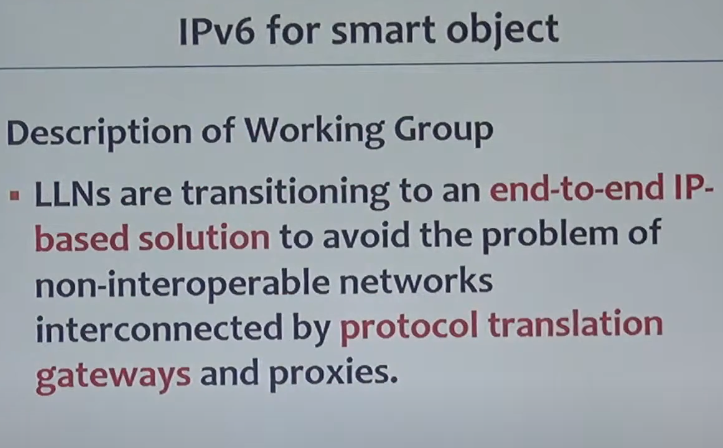 IPv6 for smart object
Description of Working Group
▪ LLNs are transitioning to an end-to-end IP-
based solution to avoid the problem of
non-interoperable networks
interconnected by protocol translation
gateways and proxies.